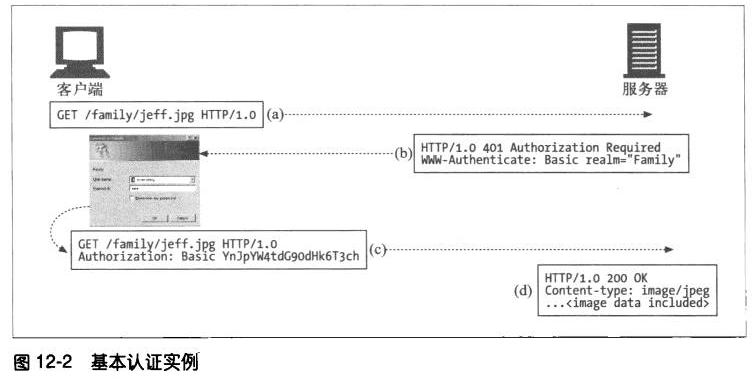 客户端
服务器
GET /family/jeff.jpg HTTP/1.0
(a)
(b)
HTTP/1.0 401 Authorization Required
WWW-Authenticate: Basic realm="Family"
GET /family/jeff.jpg HTTP/1.0
Authorization: Basic YnJpYW4tdG90dHk6T3ch
(c)
(d)
HTTP/1.0 200 OK
Content-type: image/jpeg
...<image data included>
图 12-2 基本认证实例